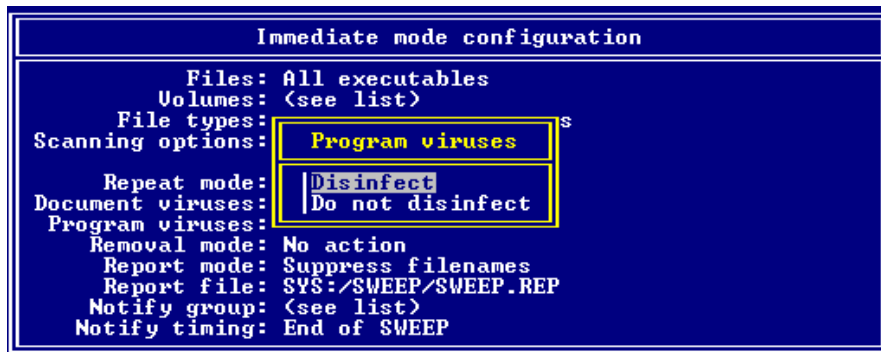 Immediate mode configuration
Files: All executables
Volumes: (see list)
File types: s
Scanning options:
Program viruses
Repeat mode:
Disinfect
Document viruses:
Do not disinfect
Program viruses:
Removal mode: No action
Report mode: Suppress filenames
Report file: SYS:/SWEEP/SWEEP.REP
Notify group: (see list)
Notify timing: End of SWEEP